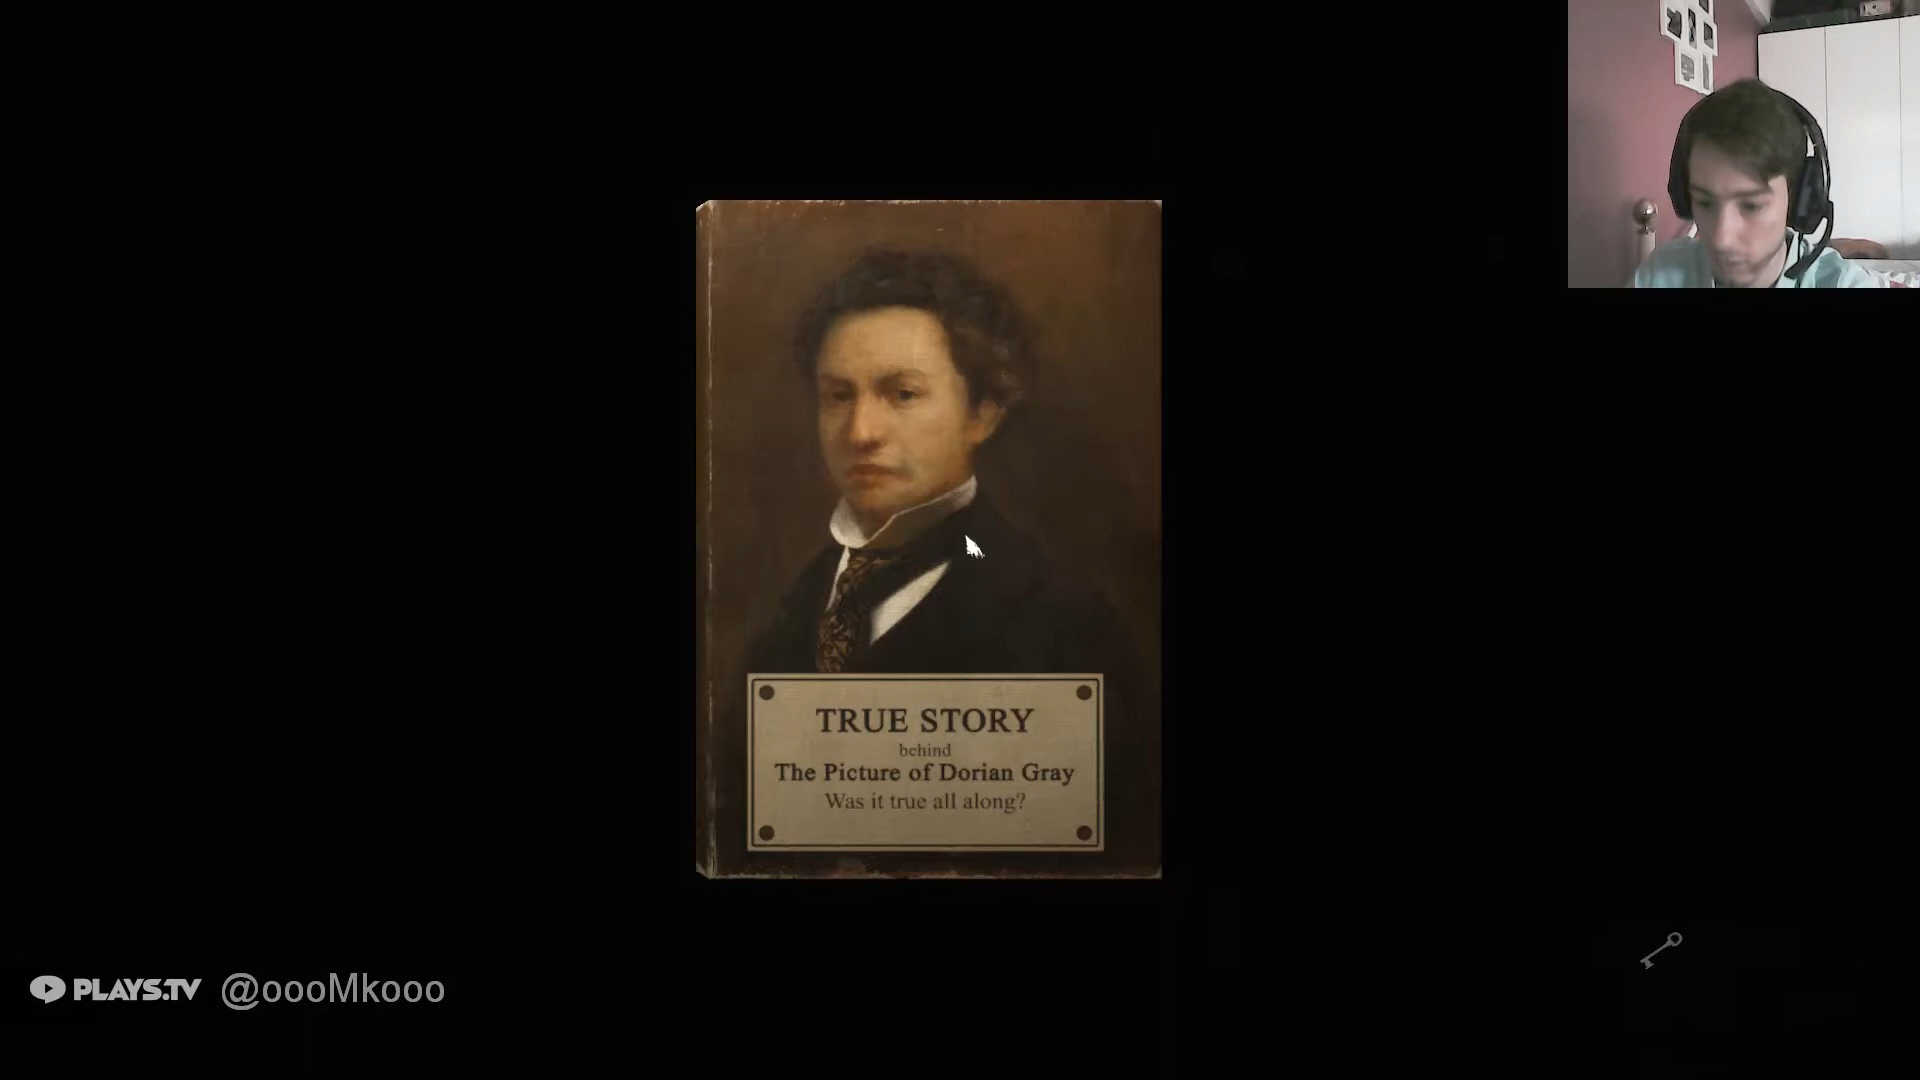 TRUE STORY
behind
The Picture of Dorian Gray
Was it true all along?
PLAYS.TV @oooMkooo